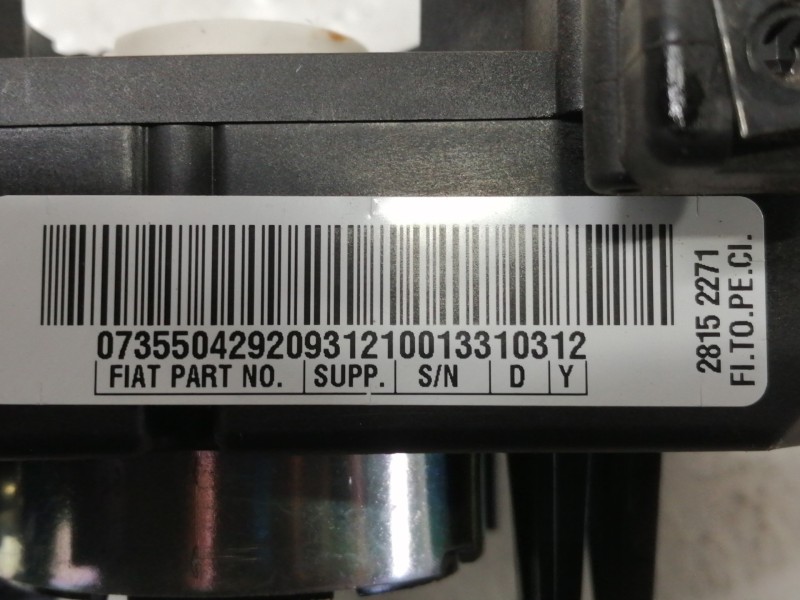 07355042920931210013310312
FIAT PART NO. SUPP. S/N D Y
2815 2271
FI.TO.PE.CI.